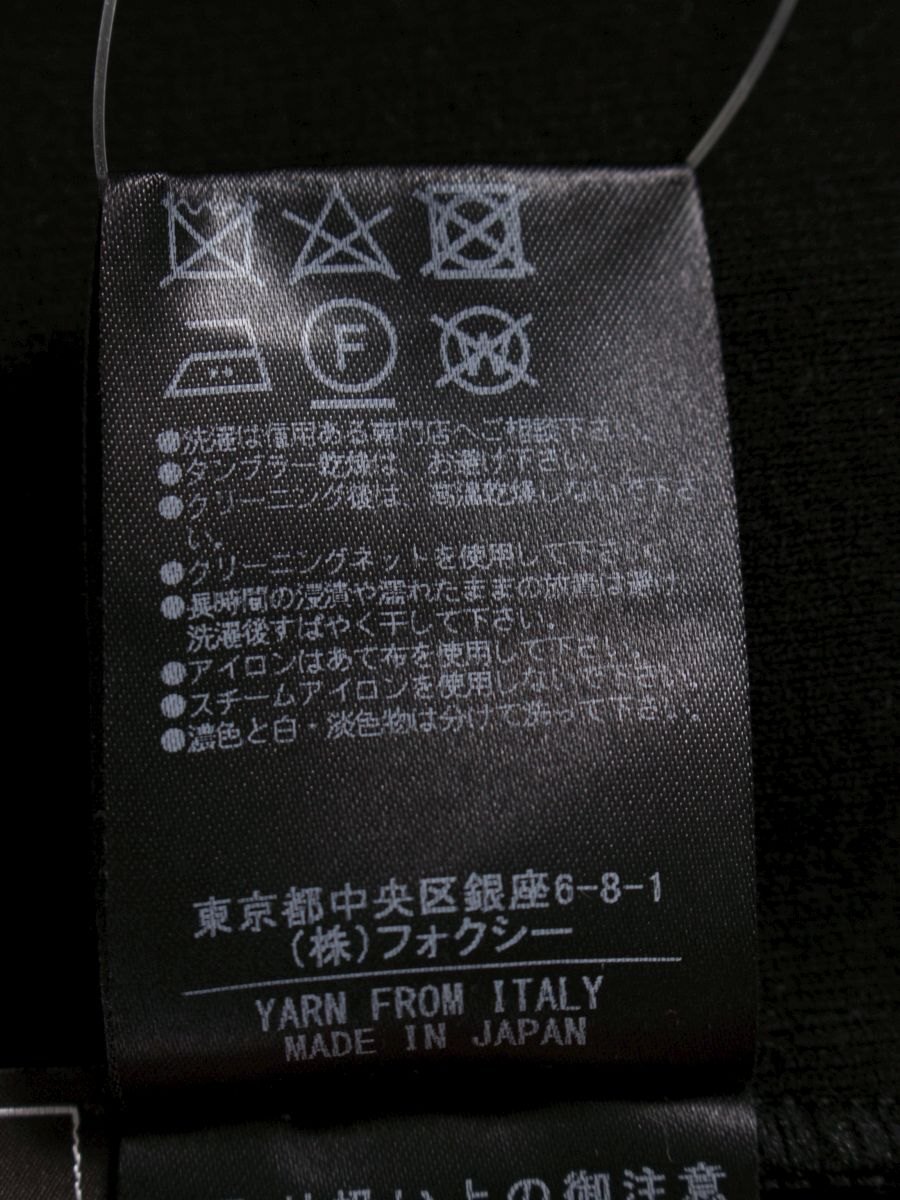 F
W
●洗濯は信用ある専門店へご相談下さい。
●タンブラー乾燥は、お避け下さい。
●クリーニング後は、高温乾燥しないで下さ
い。
●クリーニングネットを使用して下さい。
●長時間の浸漬や濡れたままの放置は避け
洗濯後すばやく干して下さい。
●アイロンはあて布を使用して下さい。
●スチームアイロンを使用しないで下さい。
●濃色と白・淡色物は分けて洗って下さい。
東京都中央区銀座6-8-1
(株)フォクシー
YARN FROM ITALY
MADE IN JAPAN
の御注意